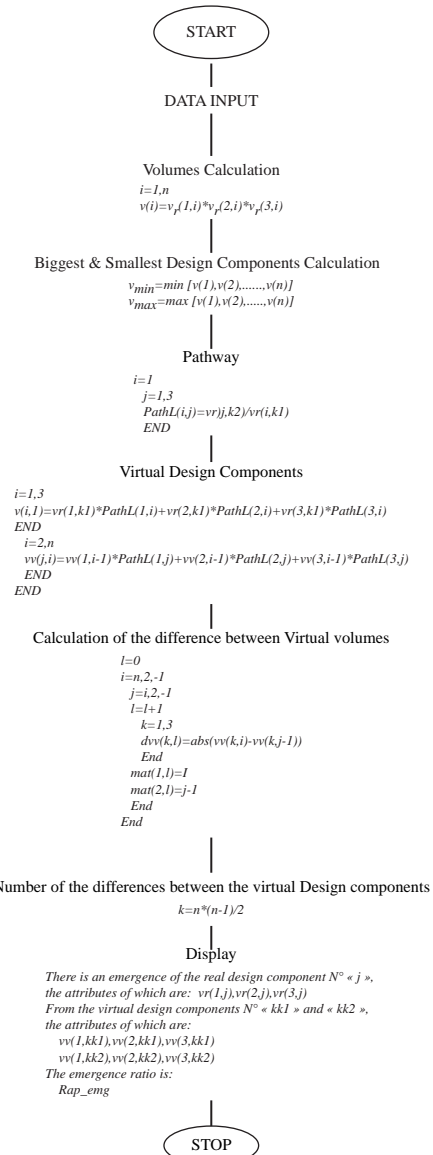 START
DATA INPUT
Volumes Calculation
i=1,n
v(i)=vr(1,i)*vr(2,i)*vr(3,i)
Biggest & Smallest Design Components Calculation
vmin=min [v(1),v(2),......,v(n)]
vmax=max [v(1),v(2),.....,v(n)]
Pathway
i=1
j=1,3
PathL(i,j)=vr)j,k2)/vr(i,k1)
END
Virtual Design Components
i=1,3
v(i,1)=vr(1,k1)*PathL(1,i)+vr(2,k1)*PathL(2,i)+vr(3,k1)*PathL(3,i)
END
i=2,n
vv(j,i)=vv(1,i-1)*PathL(1,j)+vv(2,i-1)*PathL(2,j)+vv(3,i-1)*PathL(3,j)
END
END
Calculation of the difference between Virtual volumes
l=0
i=n,2,-1
j=i,2,-1
l=l+1
k=1,3
dvv(k,l)=abs(vv(k,i)-vv(k,j-1))
End
mat(1,l)=I
mat(2,l)=j-1
End
End
Number of the differences between the virtual Design components
k=n*(n-1)/2
Display
There is an emergence of the real design component N° « j »,
the attributes of which are: vr(1,j),vr(2,j),vr(3,j)
From the virtual design components N° « kk1 » and « kk2 »,
the attributes of which are:
vv(1,kk1),vv(2,kk1),vv(3,kk1)
vv(1,kk2),vv(2,kk2),vv(3,kk2)
The emergence ratio is:
Rap_emg
STOP